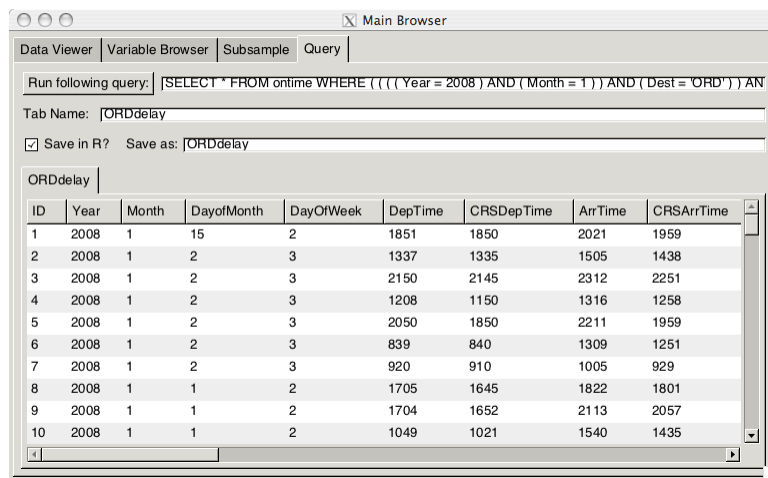 Main Browser
Data Viewer Variable Browser Subsample Query
Run following query: SELECT * FROM ontime WHERE ( ( ( ( Year = 2008 ) AND ( Month = 1 ) ) AND ( Dest = 'ORD' ) ) AN
Tab Name: ORDdelay
Save in R? Save as: ORDdelay
ORDdelay
ID Year Month DayofMonth DayOfWeek DepTime CRSDepTime ArrTime CRSArrTime
1 2008 1 15 2 1851 1850 2021 1959
2 2008 1 2 3 1337 1335 1505 1438
3 2008 1 2 3 2150 2145 2312 2251
4 2008 1 2 3 1208 1150 1316 1258
5 2008 1 2 3 2050 1850 2211 1959
6 2008 1 2 3 839 840 1309 1251
7 2008 1 2 3 920 910 1005 929
8 2008 1 1 2 1705 1645 1822 1801
9 2008 1 1 2 1704 1652 2113 2057
10 2008 1 1 2 1049 1021 1540 1435